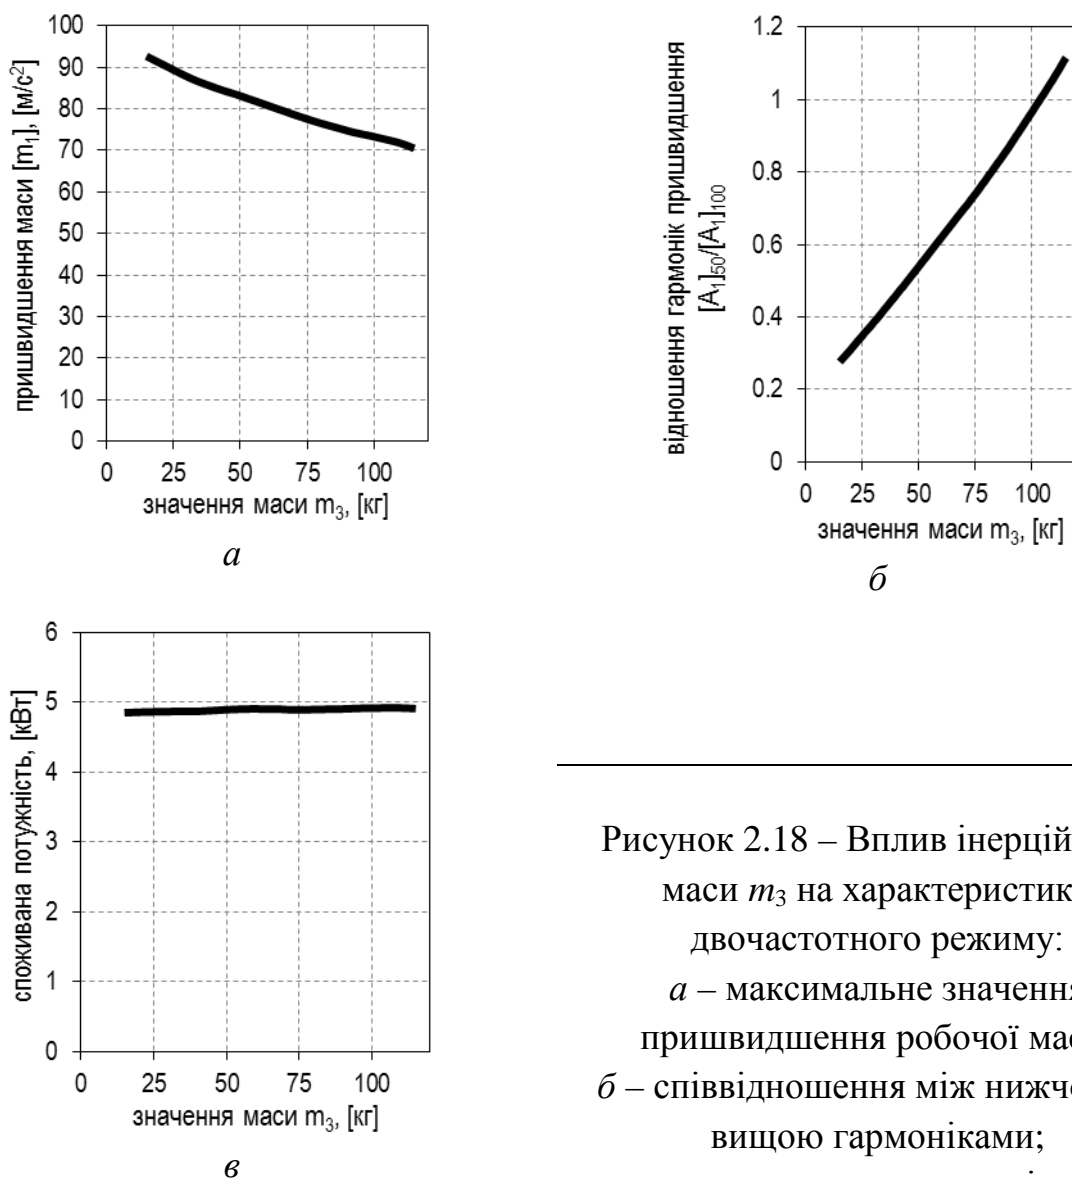 100
90
80
70
60
50
40
30
20
10
0
0 25 50 75 100
пришвидшення маси [m₁], [м/с²]
значення маси m₃, [кг]
а
1.2
1
0.8
0.6
0.4
0.2
0
0 25 50 75 100
відношення гармонік пришвидшення
[A₁]₅₀/[A₁]₁₀₀
значення маси m₃, [кг]
б
6
5
4
3
2
1
0
0 25 50 75 100
споживана потужність, [кВт]
значення маси m₃, [кг]
в
Рисунок 2.18 – Вплив інерцій
маси m₃ на характеристик
двочастотного режиму:
а – максимальне значення
пришвидшення робочої мас
б – співвідношення між нижч
вищою гармоніками;